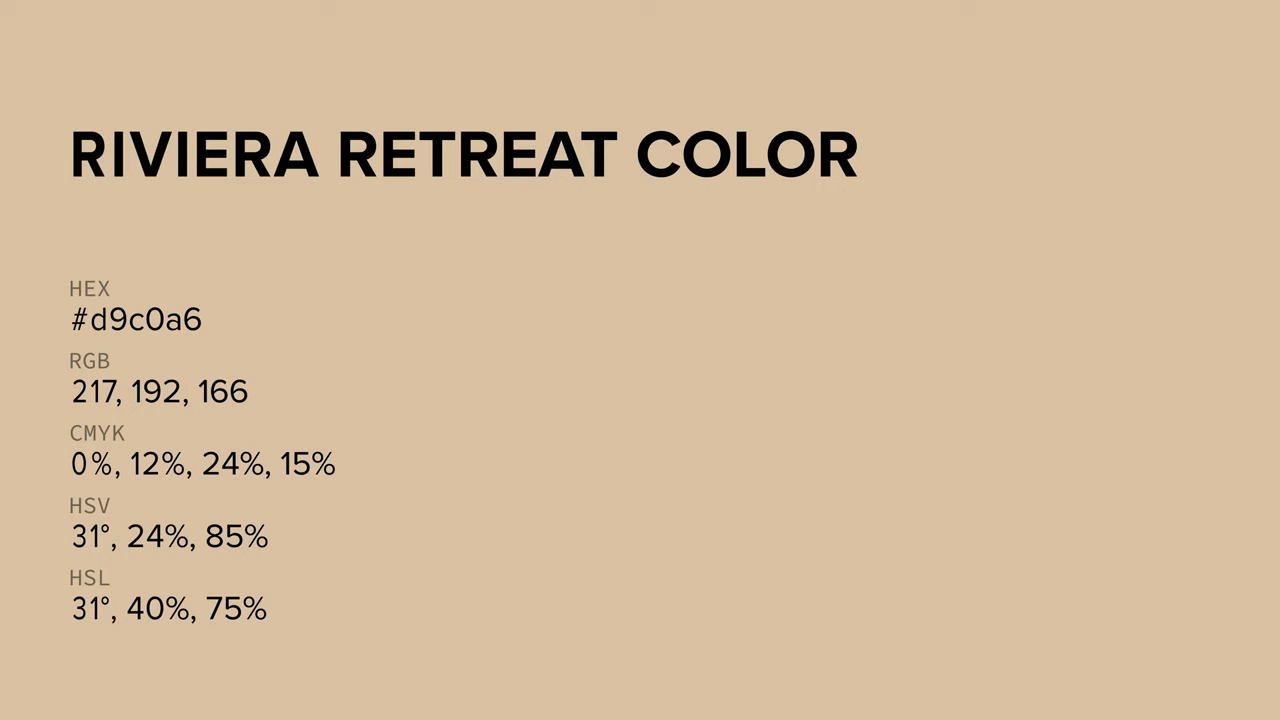 RIVIERA RETREAT COLOR
HEX
#d9c0a6
RGB
217, 192, 166
CMYK
0%, 12%, 24%, 15%
HSV
31°, 24%, 85%
HSL
31°, 40%, 75%